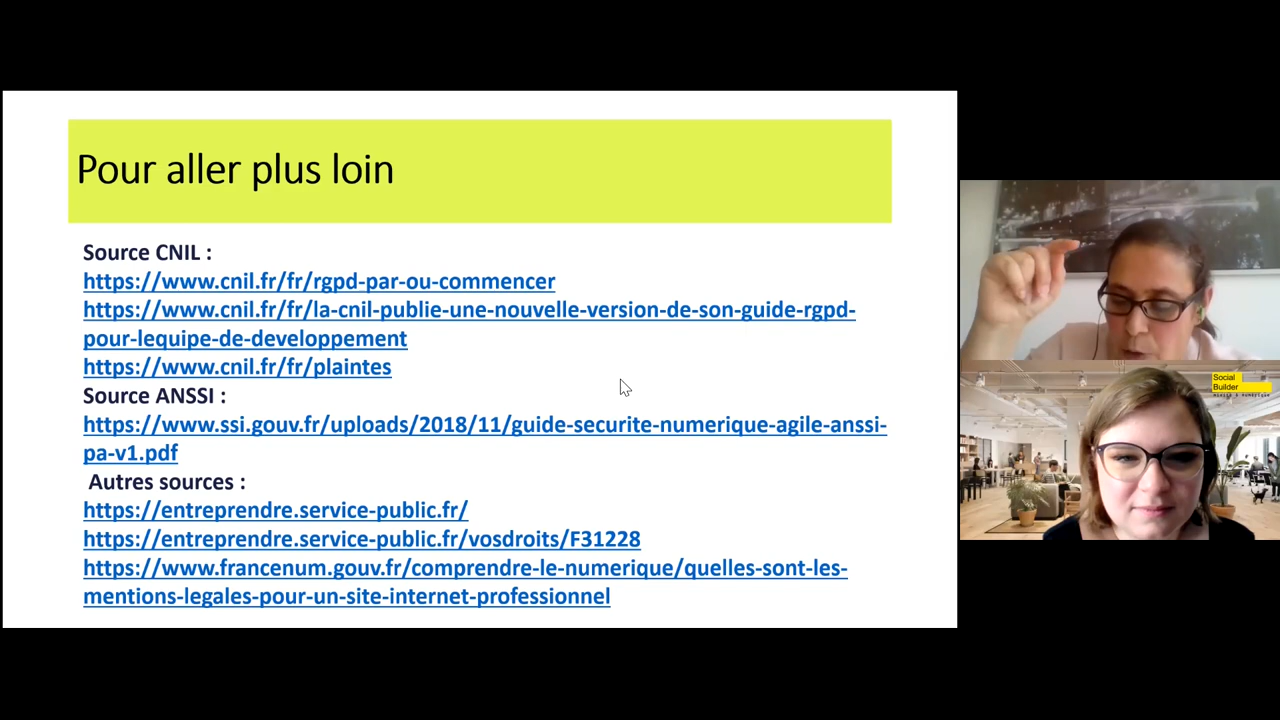 Pour aller plus loin
Source CNIL :
https://www.cnil.fr/fr/rgpd-par-ou-commencer
https://www.cnil.fr/fr/la-cnil-publie-une-nouvelle-version-de-son-guide-rgpd-
pour-lequipe-de-developpement
https://www.cnil.fr/fr/plaintes
Source ANSSI :
https://www.ssi.gouv.fr/uploads/2018/11/guide-securite-numerique-agile-anssi-
pa-v1.pdf
Autres sources :
https://entreprendre.service-public.fr/
https://entreprendre.service-public.fr/vosdroits/F31228
https://www.francenum.gouv.fr/comprendre-le-numerique/quelles-sont-les-
mentions-legales-pour-un-site-internet-professionnel
Social
Builder